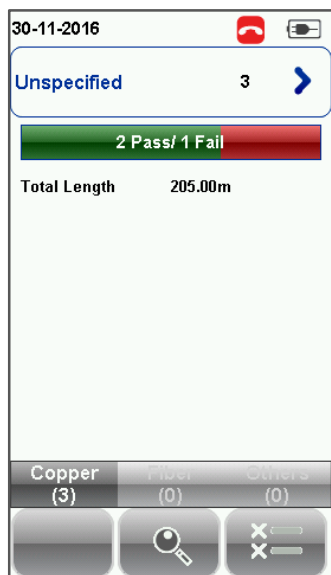 30-11-2016
Unspecified 3
2 Pass/ 1 Fail
Total Length 205.00m
Copper Fiber Others
(3) (0) (0)